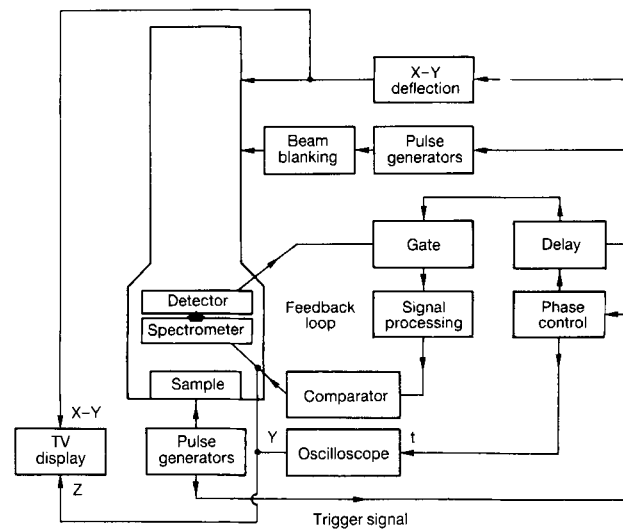 X-Y
deflection
Beam
blanking
Pulse
generators
Gate
Delay
Detector
Spectrometer
Feedback
loop
Signal
processing
Phase
control
Sample
Comparator
X-Y
TV
display
Z
Pulse
generators
Y
Oscilloscope
t
Trigger signal